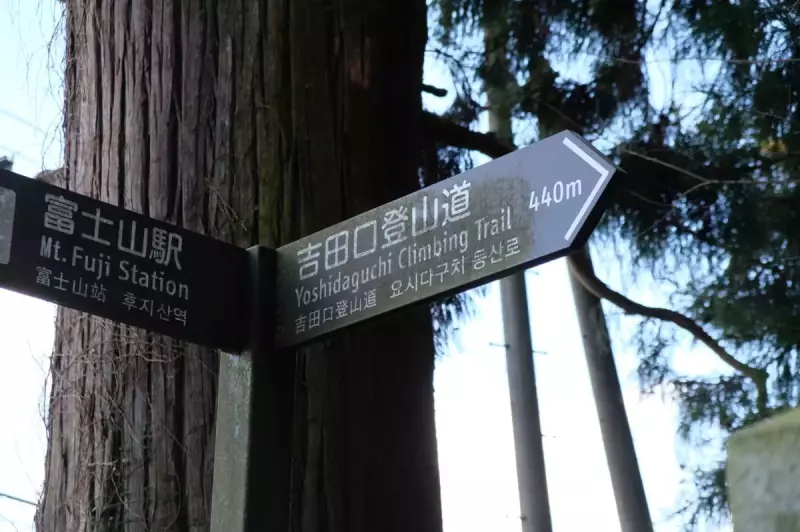 富士山駅
Mt. Fuji Station
富士山站 후지산역
吉田口登山道
Yoshidaguchi Climbing Trail
吉田口登山道 요시다구치 등산로
440m